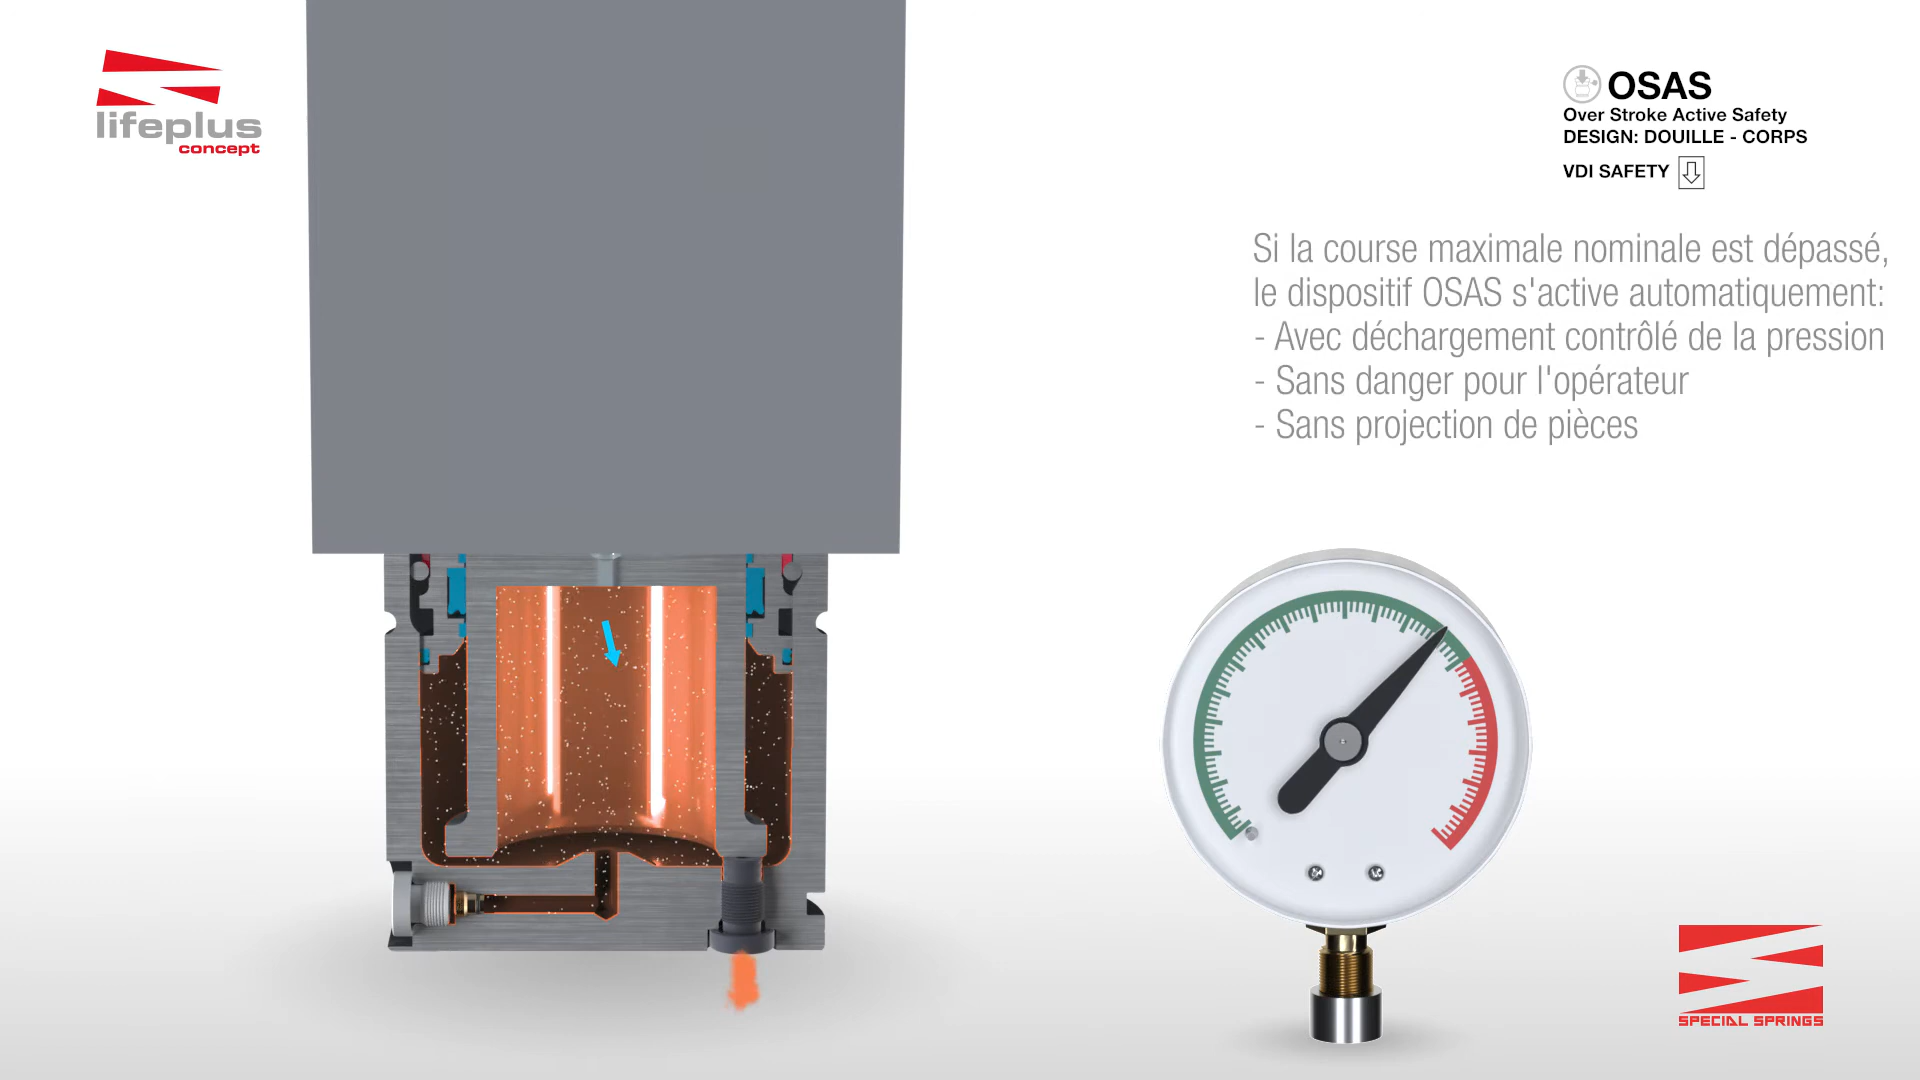 lifeplus
concept
OSAS
Over Stroke Active Safety
DESIGN: DOUILLE - CORPS
VDI SAFETY
Si la course maximale nominale est dépassé,
le dispositif OSAS s'active automatiquement:
- Avec déchargement contrôlé de la pression
- Sans danger pour l'opérateur
- Sans projection de pièces
SPECIAL SPRINGS